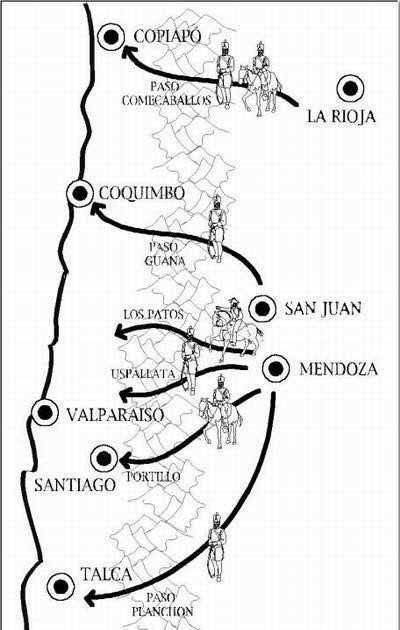 COPIAPÓ
PASO
COMECABALLOS
LA RIOJA
COQUIMBO
PASO
GUANA
SAN JUAN
LOS PATOS
USPALLATA
MENDOZA
VALPARAISO
SANTIAGO
PORTILLO
TALCA
PASO
PLANCHON